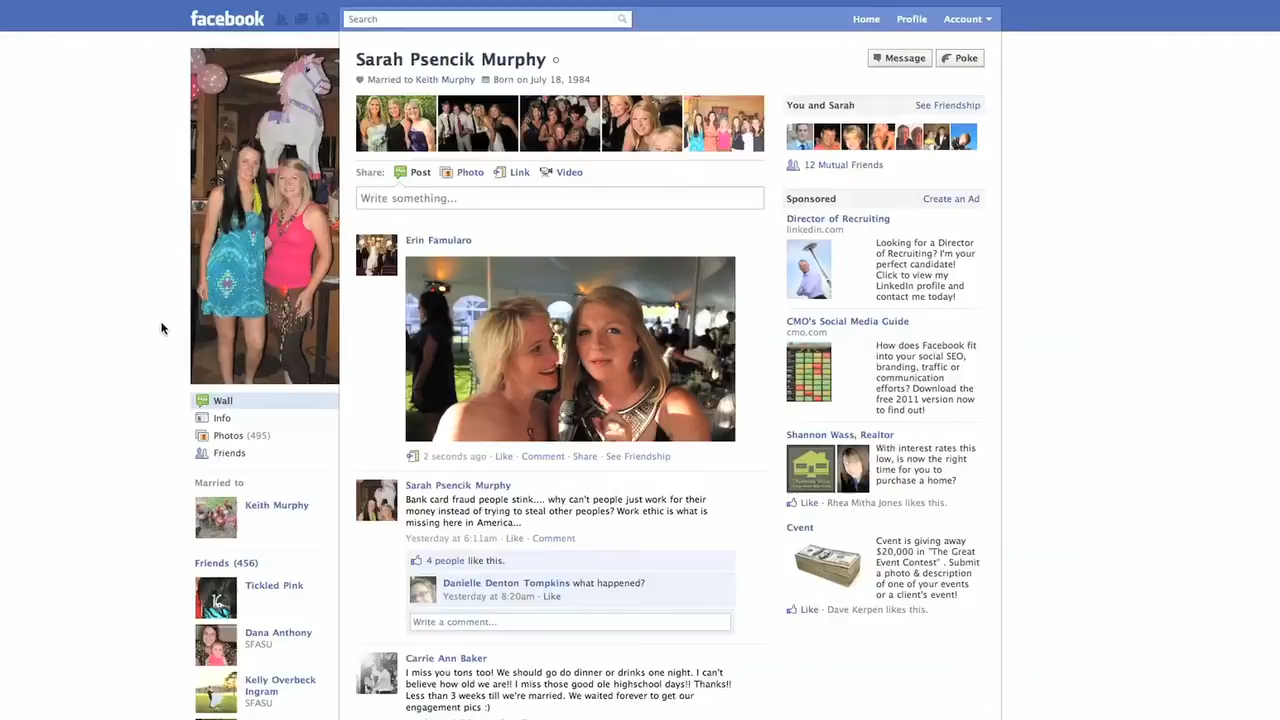 facebook
Search
Home Profile Account
Sarah Psencik Murphy
Message Poke
Married to Keith Murphy Born on July 18, 1984
Share: Post Photo Link Video
Write something...
Erin Famularo
2 seconds ago · Like · Comment · Share · See Friendship
Sarah Psencik Murphy
Bank card fraud people stink.... why can't people just work for their
money instead of trying to steal other peoples? Work ethic is what is
missing here in America...
Yesterday at 6:11am · Like · Comment
4 people like this.
Danielle Denton Tompkins what happened?
Yesterday at 8:20am · Like
Write a comment...
Carrie Ann Baker
I miss you tons too! We should go do dinner or drinks one night. I can't
believe how old we are!! I miss those good ole highschool days!! Thanks!!
Less than 3 weeks till we're married. We waited forever to get our
engagement pics :)
Wall
Info
Photos (495)
Friends
Married to
Keith Murphy
Friends (456)
Tickled Pink
Dana Anthony
SFASU
Kelly Overbeck
Ingram
SFASU
You and Sarah See Friendship
12 Mutual Friends
Sponsored Create an Ad
Director of Recruiting
linkedin.com
Looking for a Director
of Recruiting? I'm your
perfect candidate!
Click to view my
LinkedIn profile and
contact me today!
CMO's Social Media Guide
cmo.com
How does Facebook fit
into your social SEO,
branding, traffic or
communication
efforts? Download the
free 2011 version now
to find out!
Shannon Wass, Realtor
With interest rates this
low, is now the right
time for you to
purchase a home?
Like · Rhea Mitha Jones likes this.
Cvent
Cvent is giving away
$20,000 in "The Great
Event Contest" . Submit
a photo & description
of one of your events
or a client's event!
Like · Dave Kerpen likes this.